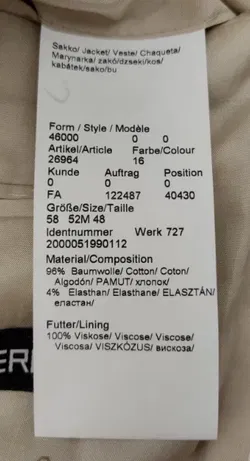 Sakko/ Jacket/ Veste/ Chaqueta/
Marynarka/ zakó/dzseki/kos/
kabátek/sako/bu
Form / Style / Modèle
46000 0 0
Artikel/Article Farbe/Colour
26964 16
Kunde Auftrag Position
0 0 0
FA 122487 40430
Größe/Size/Taille
58 52M 48
Identnummer Werk 727
2000051990112
Material/Composition
96% Baumwolle/ Cotton/ Coton/
Algodón/ PAMUT/ хлопок/
4% Elasthan/ Elasthane/ ELASZTÁN/
еластан/
Futter/Lining
100% Viskose/ Viscose/ Viscose/
Viscosa/ VISZKÓZUS/ вискоза/